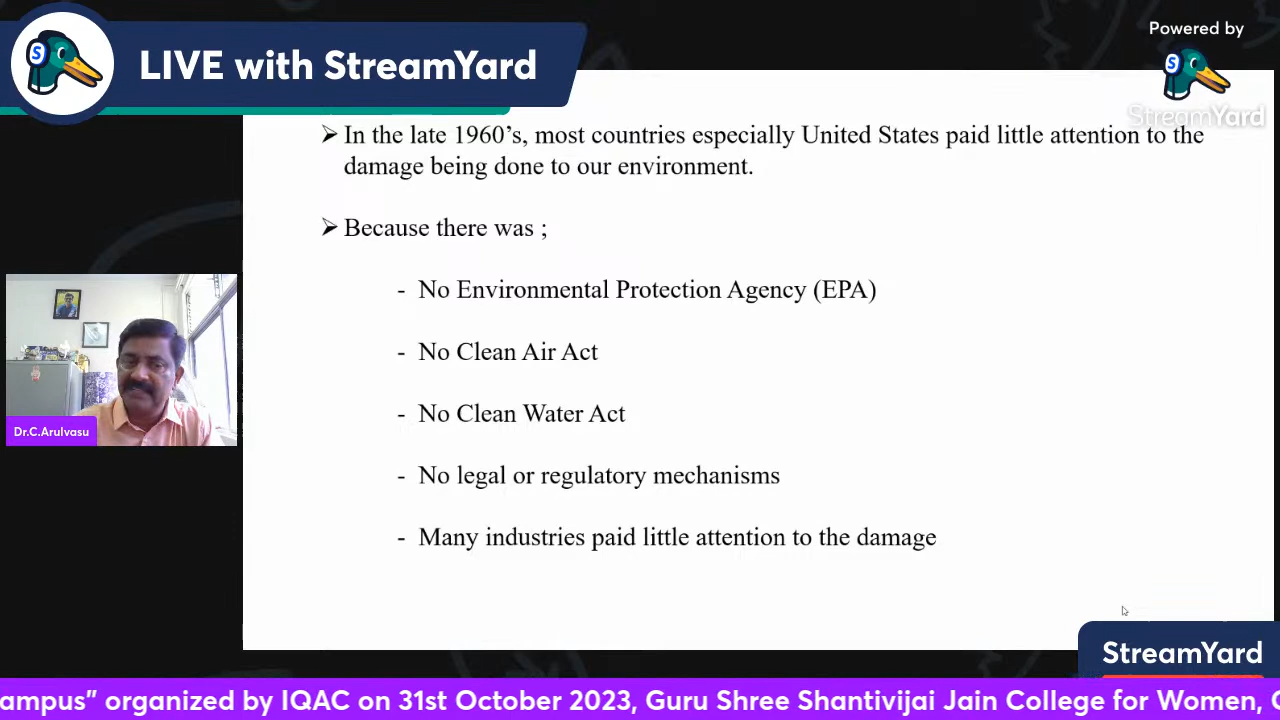 LIVE with StreamYard
Powered by
StreamYard
➢ In the late 1960’s, most countries especially United States paid little attention to the
damage being done to our environment.
➢ Because there was ;
- No Environmental Protection Agency (EPA)
- No Clean Air Act
- No Clean Water Act
- No legal or regulatory mechanisms
- Many industries paid little attention to the damage
Dr.C.Arulvasu
StreamYard
ampus” organized by IQAC on 31st October 2023, Guru Shree Shantivijai Jain College for Women, C